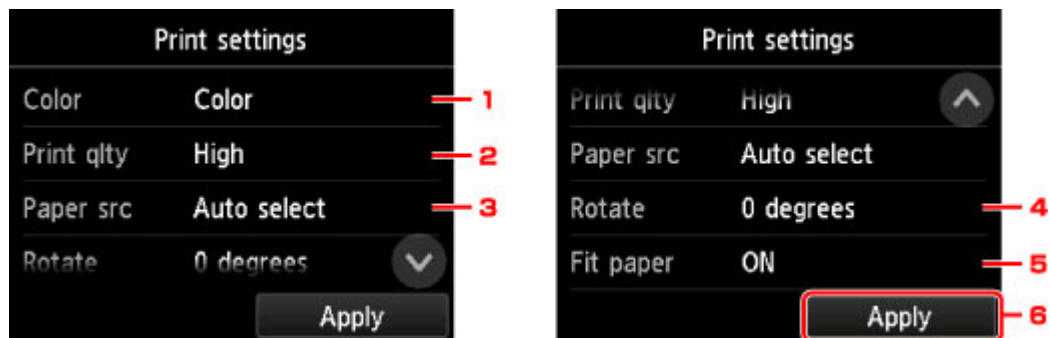 Print settings
Color Color 1
Print qlty High 2
Paper src Auto select 3
Rotate 0 degrees
Apply
Print settings
Print qlty High
Paper src Auto select
Rotate 0 degrees 4
Fit paper ON 5
Apply 6